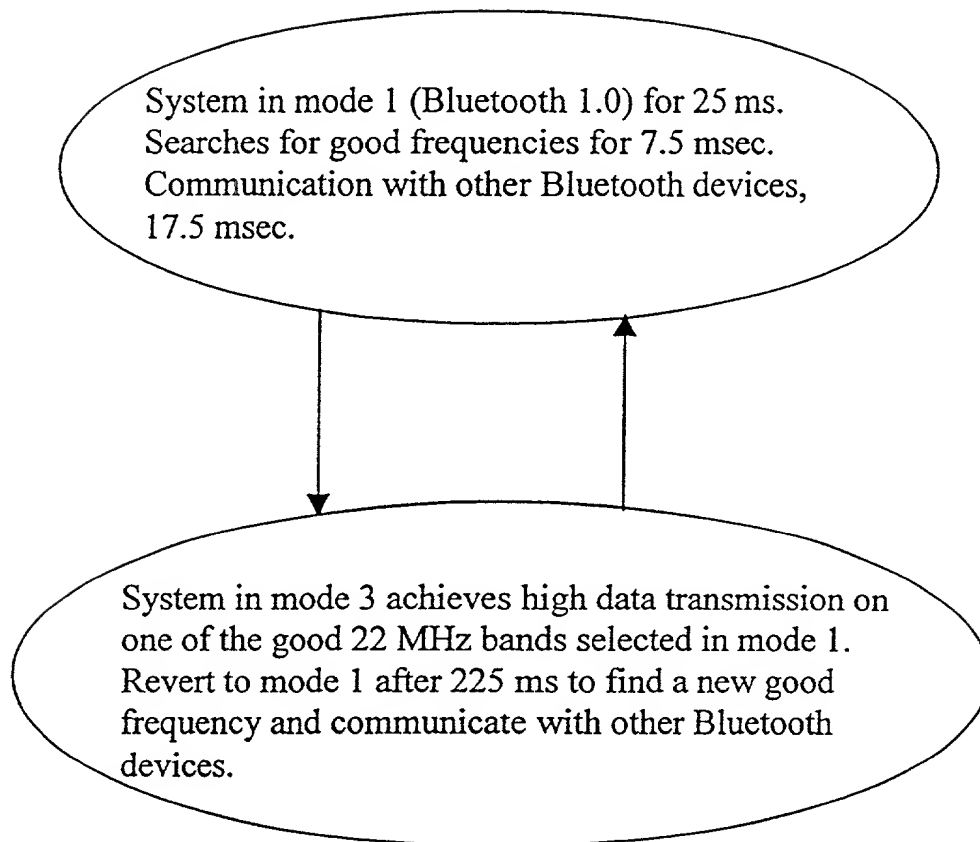 System in mode 1 (Bluetooth 1.0) for 25 ms.
Searches for good frequencies for 7.5 msec.
Communication with other Bluetooth devices,
17.5 msec.
System in mode 3 achieves high data transmission on
one of the good 22 MHz bands selected in mode 1.
Revert to mode 1 after 225 ms to find a new good
frequency and communicate with other Bluetooth
devices.